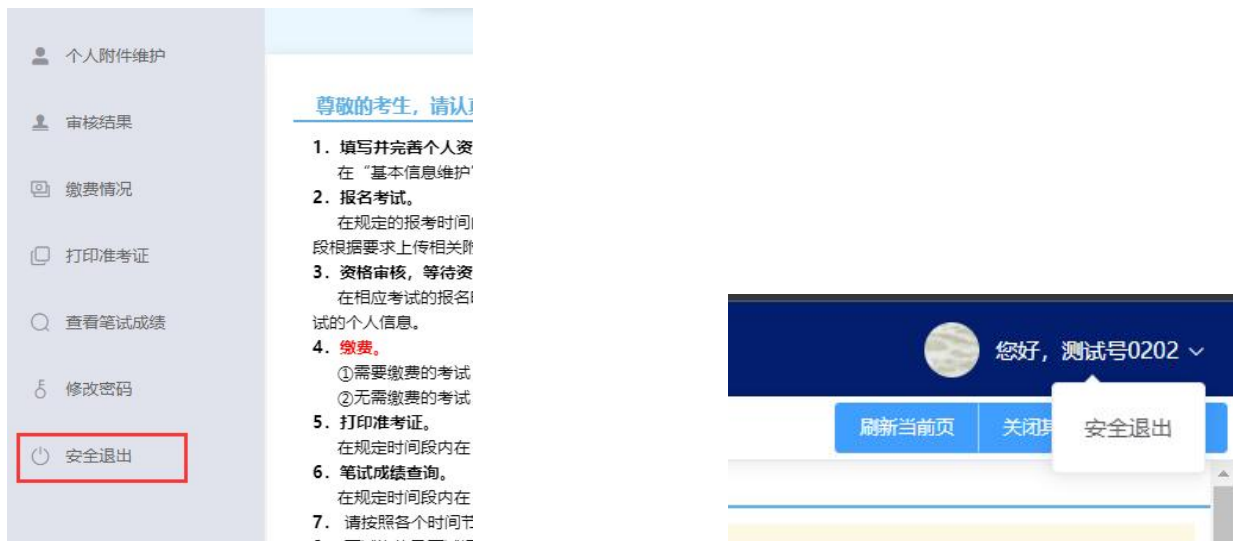 个人附件维护
审核结果
缴费情况
打印准考证
查看笔试成绩
修改密码
安全退出
尊敬的考生，请认
1. 填写并完善个人资
在“基本信息维护”
2. 报名考试。
在规定的报考时间
段根据要求上传相关附
3. 资格审核，等待资
在相应考试的报名
试的个人信息。
4. 缴费。
①需要缴费的考试
②无需缴费的考试
5. 打印准考证。
在规定时间段内在
6. 笔试成绩查询。
在规定时间段内在
7. 请按照各个时间节
您好，测试号0202
刷新当前页
关闭其
安全退出